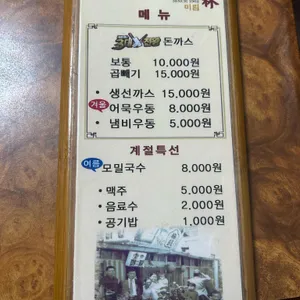 이림
林
메 뉴
돈까스
보통 10,000원
곱빼기 15,000원
• 생선까스 15,000원
겨울 어묵우동 8,000원
• 냄비우동 5,000원
계절특선
여름 모밀국수 8,000원
• 맥주 5,000원
• 음료수 2,000원
• 공기밥 1,000원